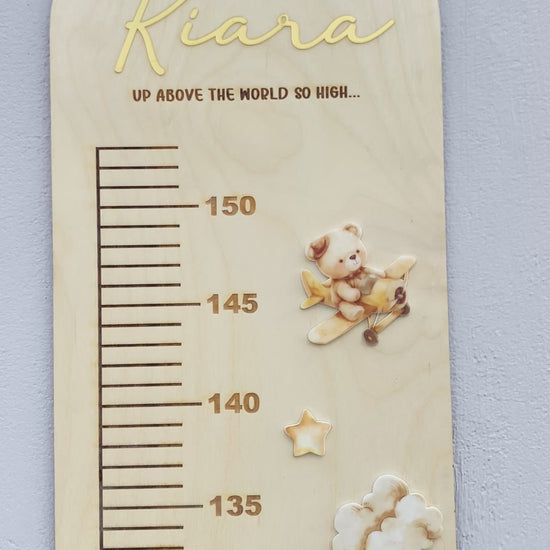 Kiara
UP ABOVE THE WORLD SO HIGH...
150
145
140
135